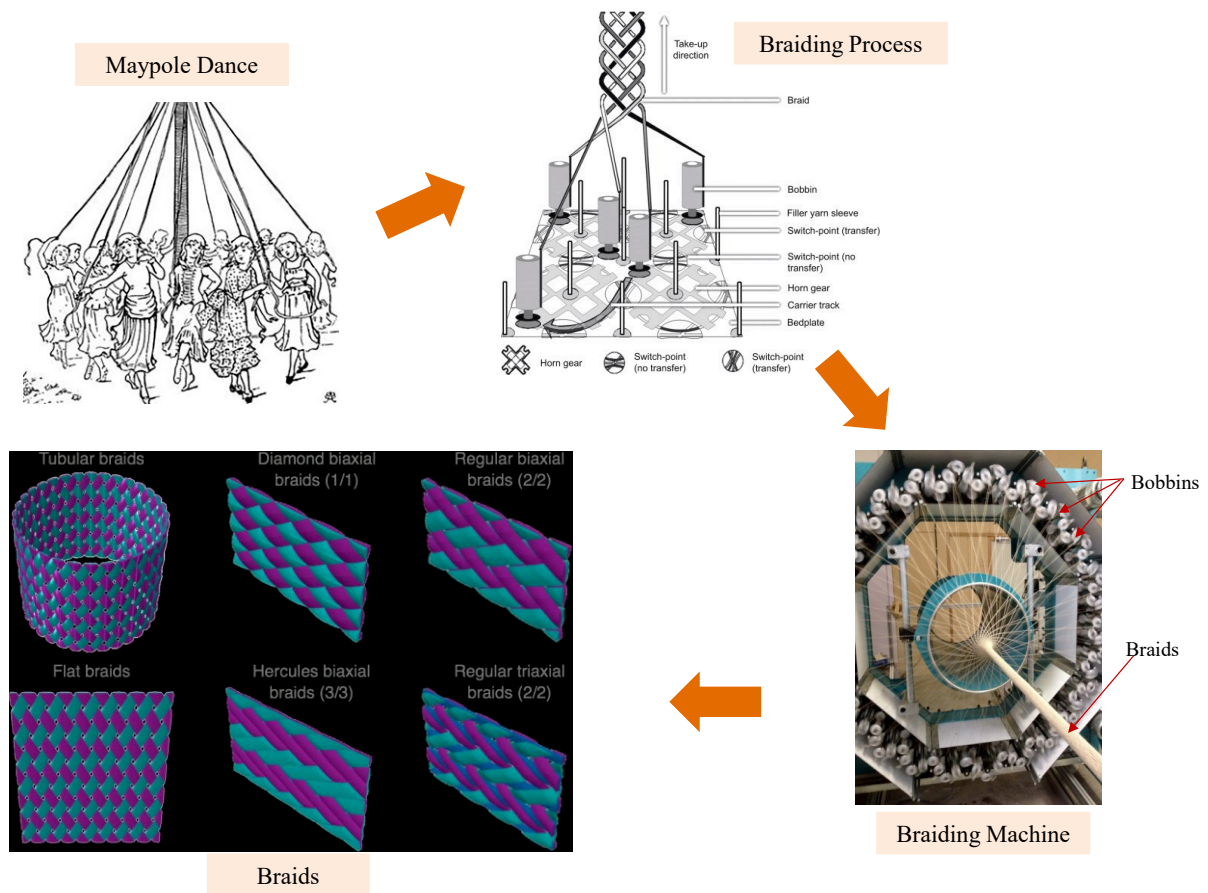 Maypole Dance
Braiding Process
Take-up
direction
Braid
Bobbin
Filler yarn sleeve
Switch-point (transfer)
Switch-point (no
transfer)
Horn gear
Carrier track
Bedplate
Horn gear
Switch-point
(no transfer)
Switch-point
(transfer)
Bobbins
Braids
Braiding Machine
Tubular braids
Diamond biaxial
braids (1/1)
Regular biaxial
braids (2/2)
Flat braids
Hercules biaxial
braids (3/3)
Regular triaxial
braids (2/2)
Braids